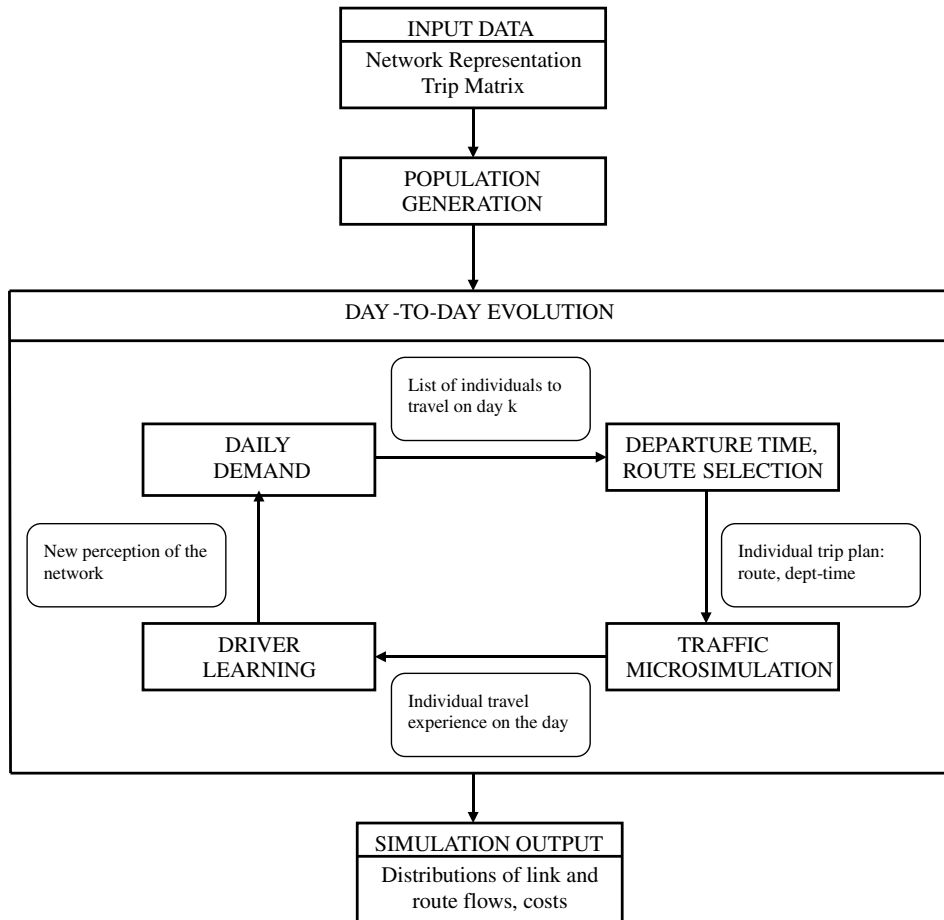 INPUT DATA
Network Representation
Trip Matrix
POPULATION
GENERATION
DAY-TO-DAY EVOLUTION
List of individuals to
travel on day k
DAILY
DEMAND
DEPARTURE TIME,
ROUTE SELECTION
New perception of the
network
Individual trip plan:
route, dept-time
DRIVER
LEARNING
TRAFFIC
MICROSIMULATION
Individual travel
experience on the day
SIMULATION OUTPUT
Distributions of link and
route flows, costs